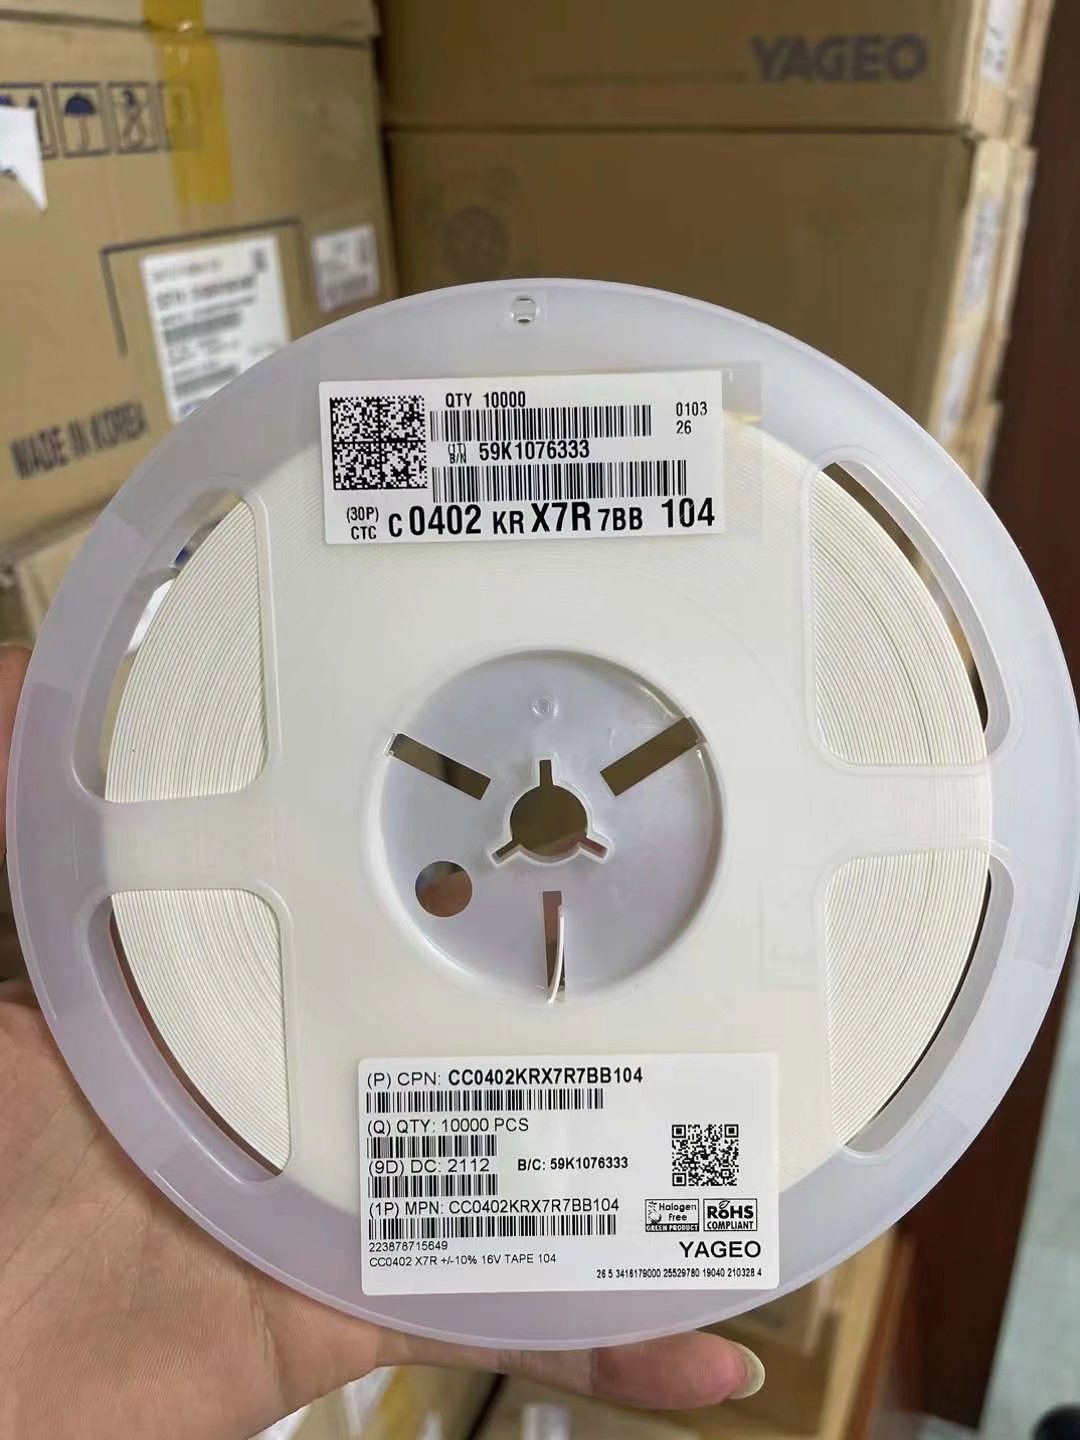 YAGEO
MADE IN KOREA
QTY 10000
0103
26
(1T)
B/N 59K1076333
(30P)
CTC C 0402 KR X7R 7BB 104
(P) CPN: CC0402KRX7R7BB104
(Q) QTY: 10000 PCS
(9D) DC: 2112 B/C: 59K1076333
(1P) MPN: CC0402KRX7R7BB104
223878715649
CC0402 X7R +/-10% 16V TAPE 104
Halogen
Free
GREEN PRODUCT
RoHS
COMPLIANT
YAGEO
26 5 3416179000 25529780 19040 210328 4